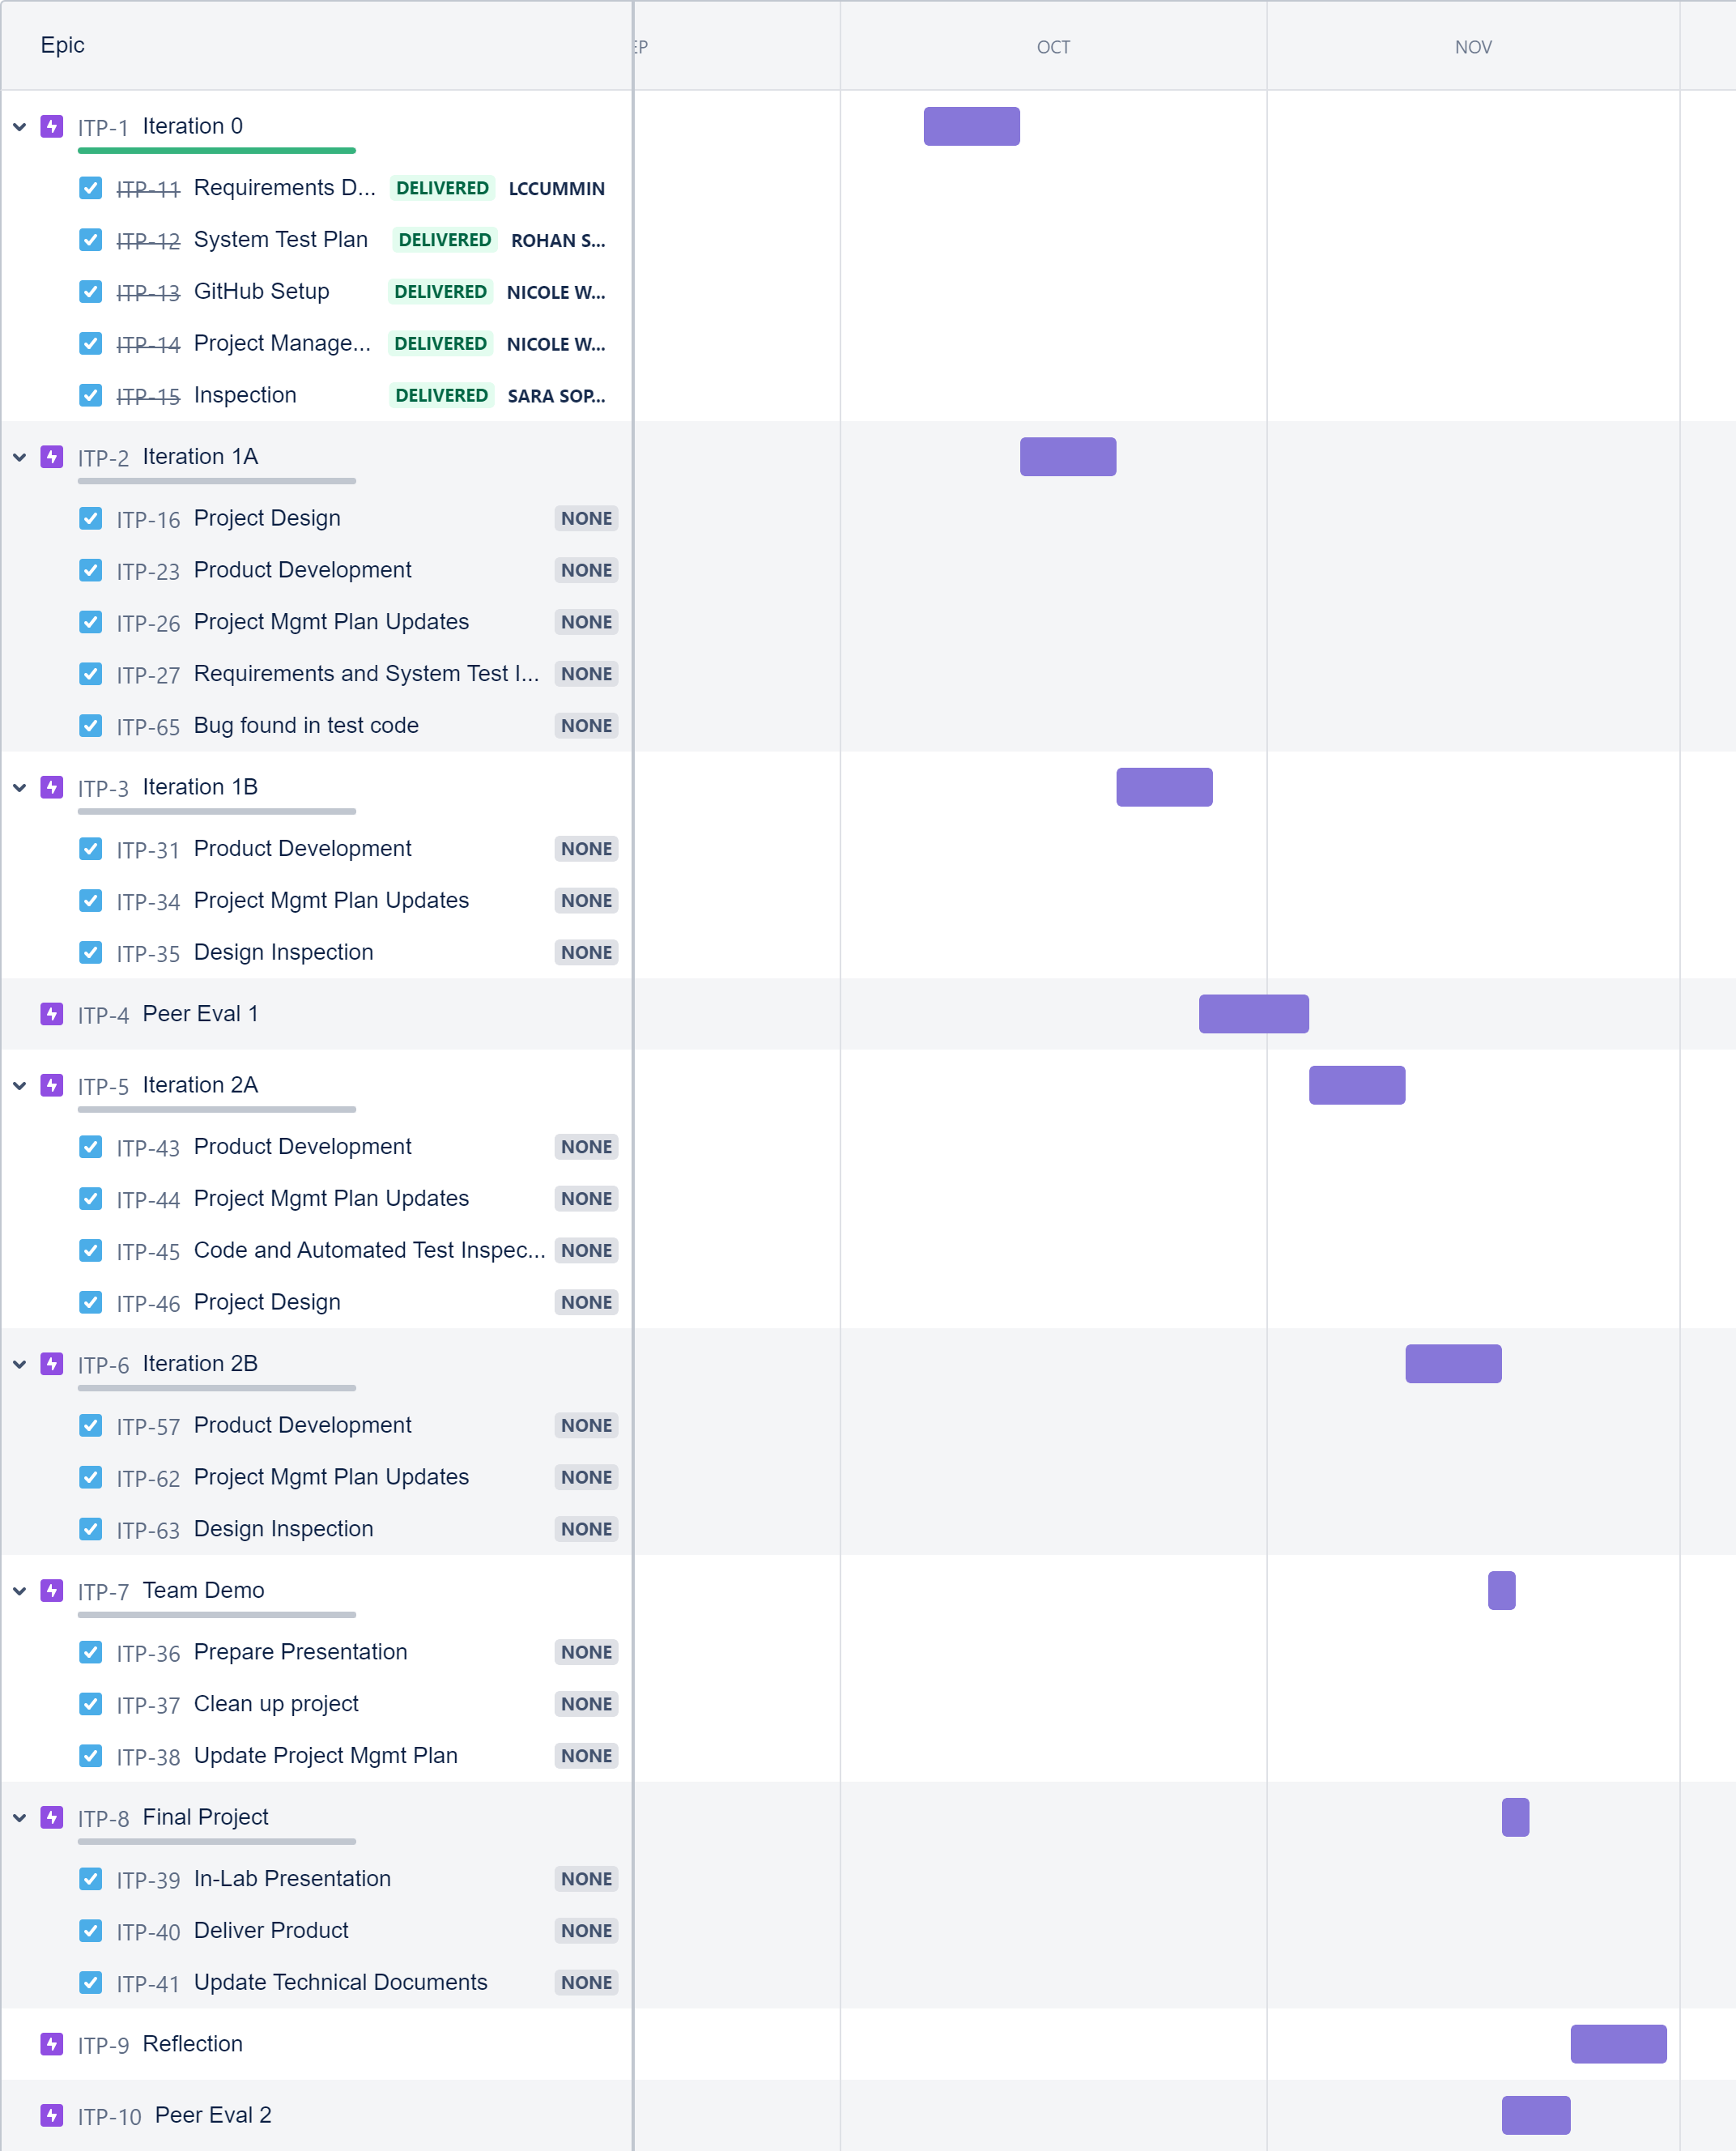 Epic EP OCT NOV
ITP-1 Iteration 0
ITP-11 Requirements D... DELIVERED LCCUMMIN
ITP-12 System Test Plan DELIVERED ROHAN S...
ITP-13 GitHub Setup DELIVERED NICOLE W...
ITP-14 Project Manage... DELIVERED NICOLE W...
ITP-15 Inspection DELIVERED SARA SOP...
ITP-2 Iteration 1A
ITP-16 Project Design NONE
ITP-23 Product Development NONE
ITP-26 Project Mgmt Plan Updates NONE
ITP-27 Requirements and System Test I... NONE
ITP-65 Bug found in test code NONE
ITP-3 Iteration 1B
ITP-31 Product Development NONE
ITP-34 Project Mgmt Plan Updates NONE
ITP-35 Design Inspection NONE
ITP-4 Peer Eval 1
ITP-5 Iteration 2A
ITP-43 Product Development NONE
ITP-44 Project Mgmt Plan Updates NONE
ITP-45 Code and Automated Test Inspec... NONE
ITP-46 Project Design NONE
ITP-6 Iteration 2B
ITP-57 Product Development NONE
ITP-62 Project Mgmt Plan Updates NONE
ITP-63 Design Inspection NONE
ITP-7 Team Demo
ITP-36 Prepare Presentation NONE
ITP-37 Clean up project NONE
ITP-38 Update Project Mgmt Plan NONE
ITP-8 Final Project
ITP-39 In-Lab Presentation NONE
ITP-40 Deliver Product NONE
ITP-41 Update Technical Documents NONE
ITP-9 Reflection
ITP-10 Peer Eval 2